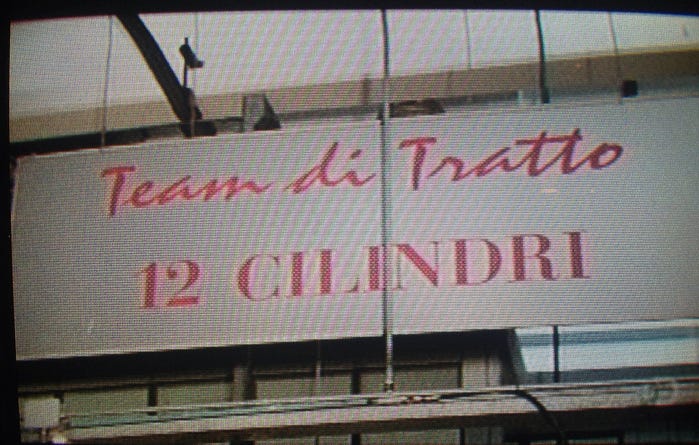 Team di Tratto
12 CILINDRI